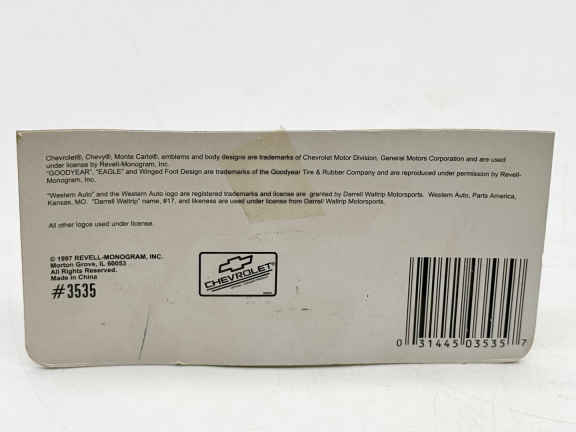 Chevrolet®, Chevy®, Monte Carlo®, emblems and body designs are trademarks of Chevrolet Motor Division, General Motors Corporation and are used
under license by Revell-Monogram, Inc.
"GOODYEAR", "EAGLE" and Winged Foot Design are trademarks of the Goodyear Tire & Rubber Company and are reproduced under permission by Revell-
Monogram, Inc.
"Western Auto" and the Western Auto logo are registered trademarks and license are granted by Darrell Waltrip Motorsports. Western Auto, Parts America,
Kansas, MO. "Darrell Waltrip" name, #17, and likeness are used under license from Darrell Waltrip Motorsports.
All other logos used under license.
© 1997 REVELL-MONOGRAM, INC.
Morton Grove, IL 60053
All Rights Reserved.
Made in China
#3535
CHEVROLET
0 31445 03535 7